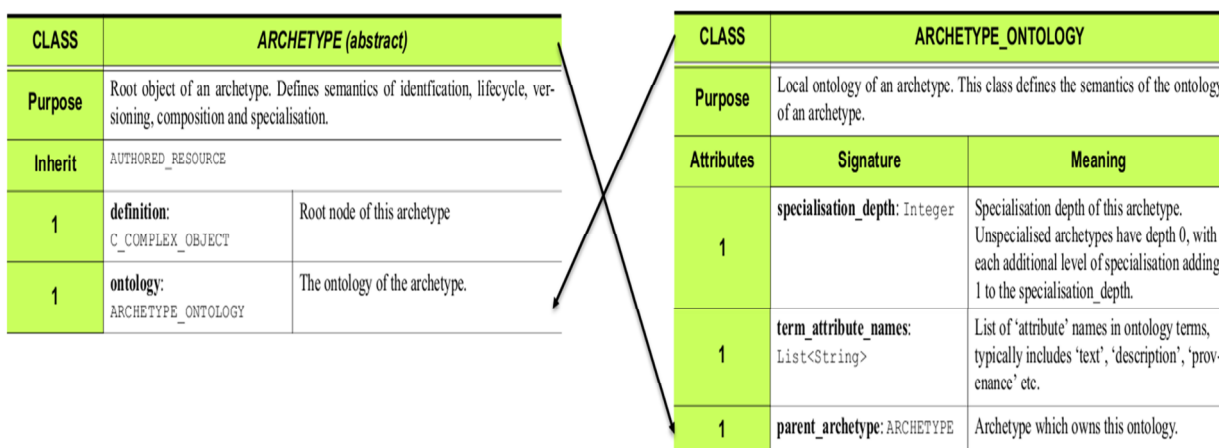 CLASS ARCHETYPE (abstract)
Purpose Root object of an archetype. Defines semantics of identfication, lifecycle, ver-
sioning, composition and specialisation.
Inherit AUTHORED_RESOURCE
1 definition: Root node of this archetype
C_COMPLEX_OBJECT
1 ontology: The ontology of the archetype.
ARCHETYPE_ONTOLOGY
CLASS ARCHETYPE_ONTOLOGY
Purpose Local ontology of an archetype. This class defines the semantics of the ontology
of an archetype.
Attributes Signature Meaning
1 specialisation_depth: Integer Specialisation depth of this archetype.
Unspecialised archetypes have depth 0, with
each additional level of specialisation adding
1 to the specialisation_depth.
1 term_attribute_names: List of ‘attribute’ names in ontology terms,
List<String> typically includes ‘text’, ‘description’, ‘prov-
enance’ etc.
1 parent_archetype: ARCHETYPE Archetype which owns this ontology.